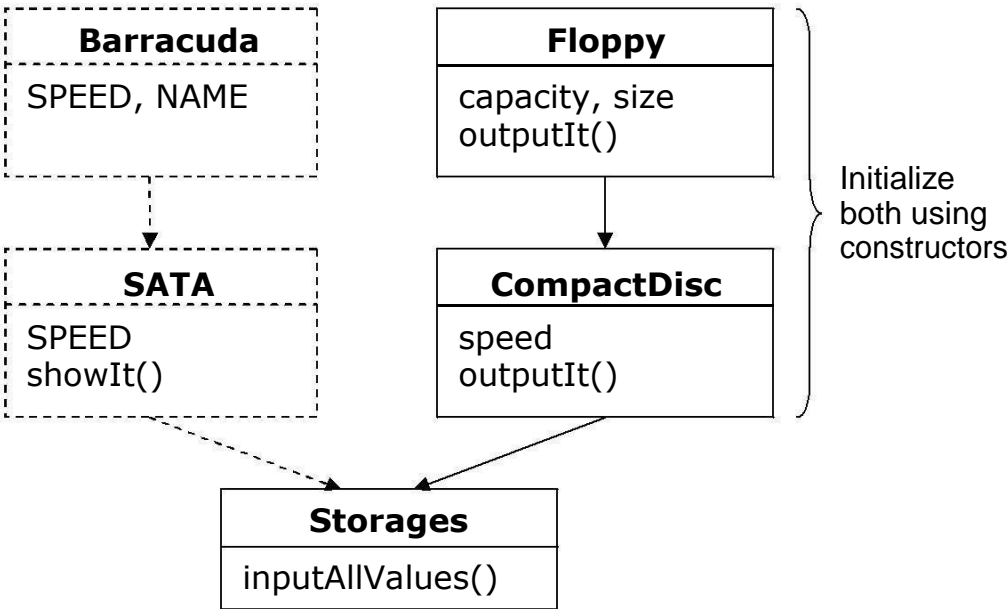 Barracuda
SPEED, NAME
Floppy
capacity, size
outputIt()
SATA
SPEED
showIt()
CompactDisc
speed
outputIt()
Initialize
both using
constructors
Storages
inputAllValues()